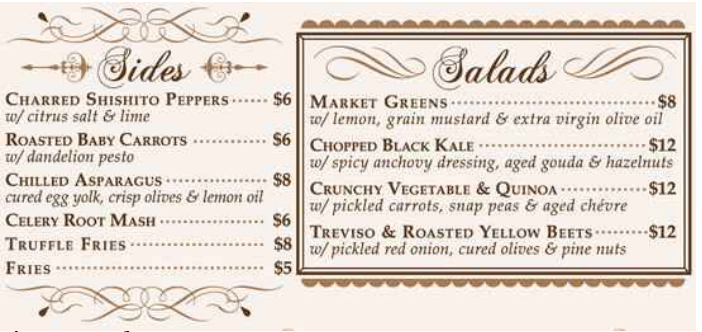 Sides
CHARRED SHISHITO PEPPERS ...... $6
w/ citrus salt & lime
ROASTED BABY CARROTS ............ $6
w/ dandelion pesto
CHILLED ASPARAGUS ................. $8
cured egg yolk, crisp olives & lemon oil
CELERY ROOT MASH .................. $6
TRUFFLE FRIES ....................... $8
FRIES .................................... $5
Salads
MARKET GREENS ................................. $8
w/ lemon, grain mustard & extra virgin olive oil
CHOPPED BLACK KALE ........................... $12
w/ spicy anchovy dressing, aged gouda & hazelnuts
CRUNCHY VEGETABLE & QUINOA ............. $12
w/ pickled carrots, snap peas & aged chévre
TREVISO & ROASTED YELLOW BEETS ........ $12
w/ pickled red onion, cured olives & pine nuts